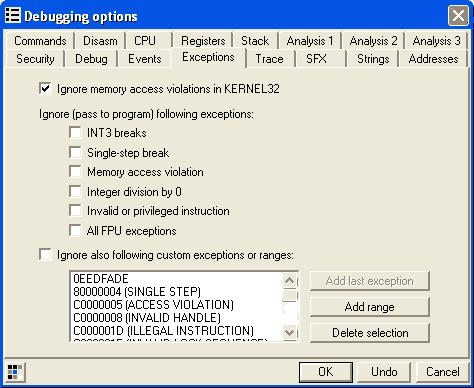 Debugging options
Commands Disasm CPU Registers Stack Analysis 1 Analysis 2 Analysis 3
Security Debug Events Exceptions Trace SFX Strings Addresses
Ignore memory access violations in KERNEL32
Ignore (pass to program) following exceptions:
INT3 breaks
Single-step break
Memory access violation
Integer division by 0
Invalid or privileged instruction
All FPU exceptions
Ignore also following custom exceptions or ranges:
0EEDFADE
80000004 (SINGLE STEP)
C0000005 (ACCESS VIOLATION)
C0000008 (INVALID HANDLE)
C000001D (ILLEGAL INSTRUCTION)
Add last exception
Add range
Delete selection
OK Undo Cancel